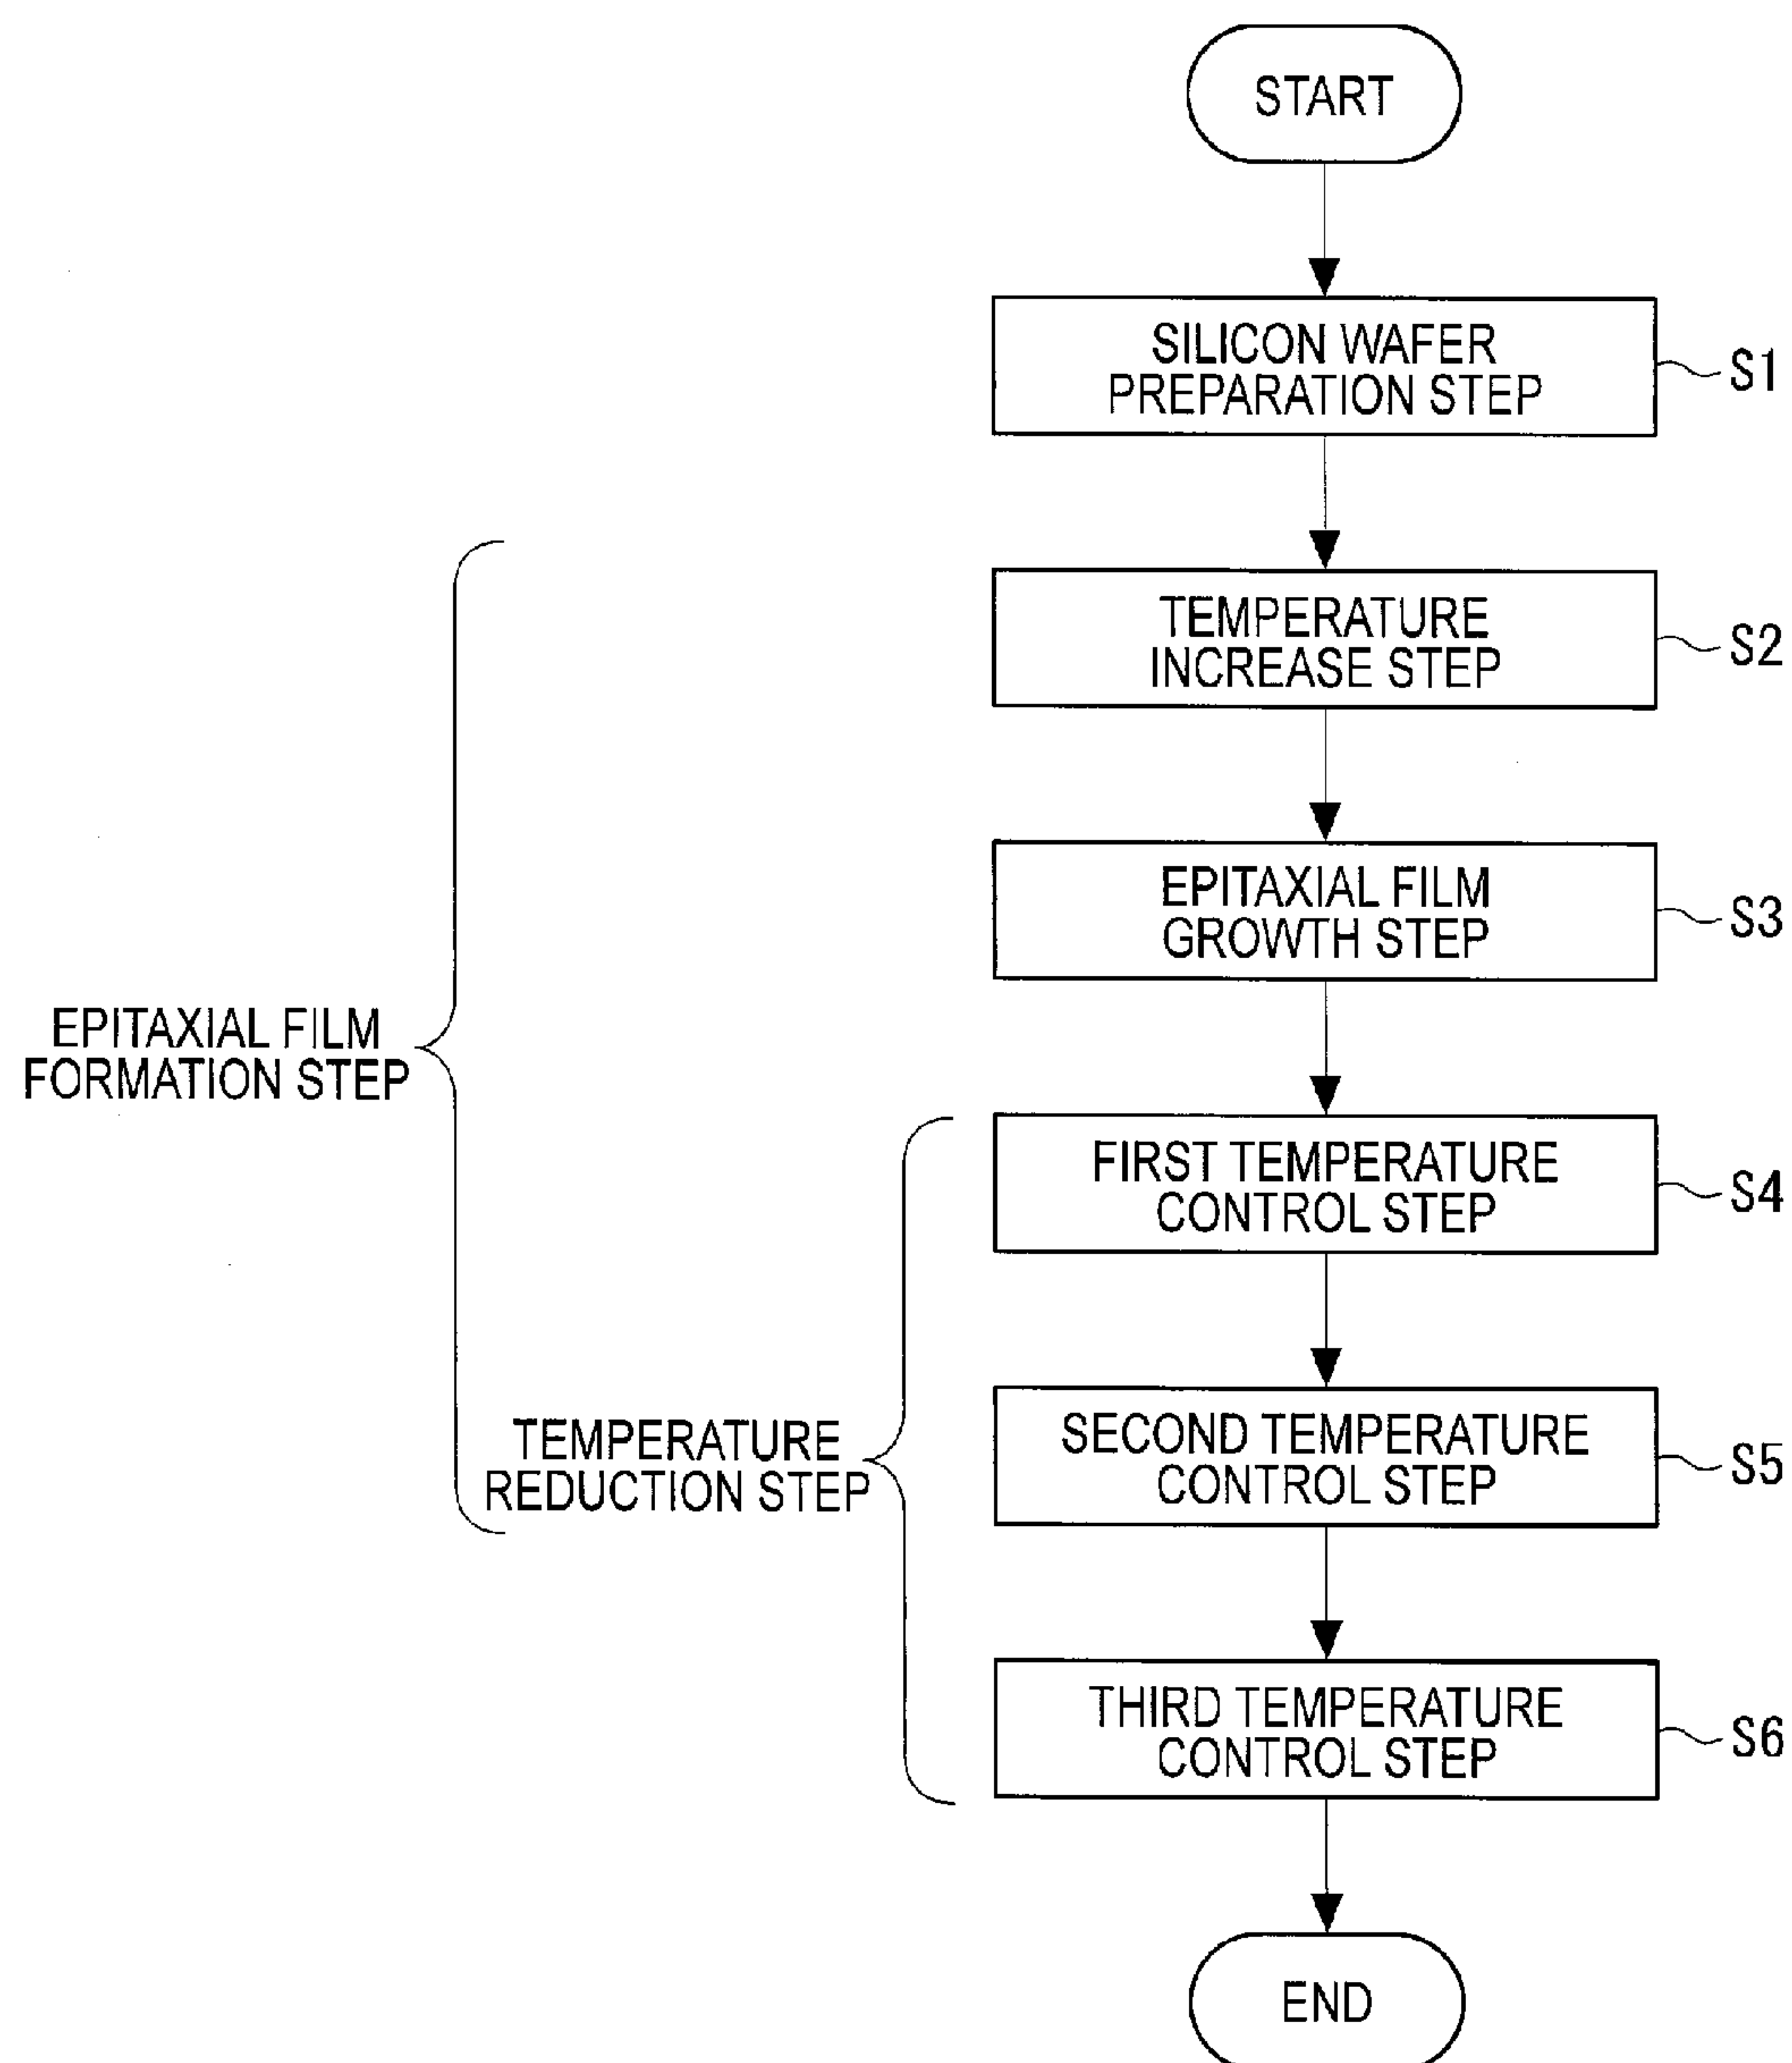 START
SILICON WAFER
PREPARATION STEP
S1
TEMPERATURE
INCREASE STEP
S2
EPITAXIAL FILM
GROWTH STEP
S3
EPITAXIAL FILM
FORMATION STEP
FIRST TEMPERATURE
CONTROL STEP
S4
TEMPERATURE
REDUCTION STEP
SECOND TEMPERATURE
CONTROL STEP
S5
THIRD TEMPERATURE
CONTROL STEP
S6
END